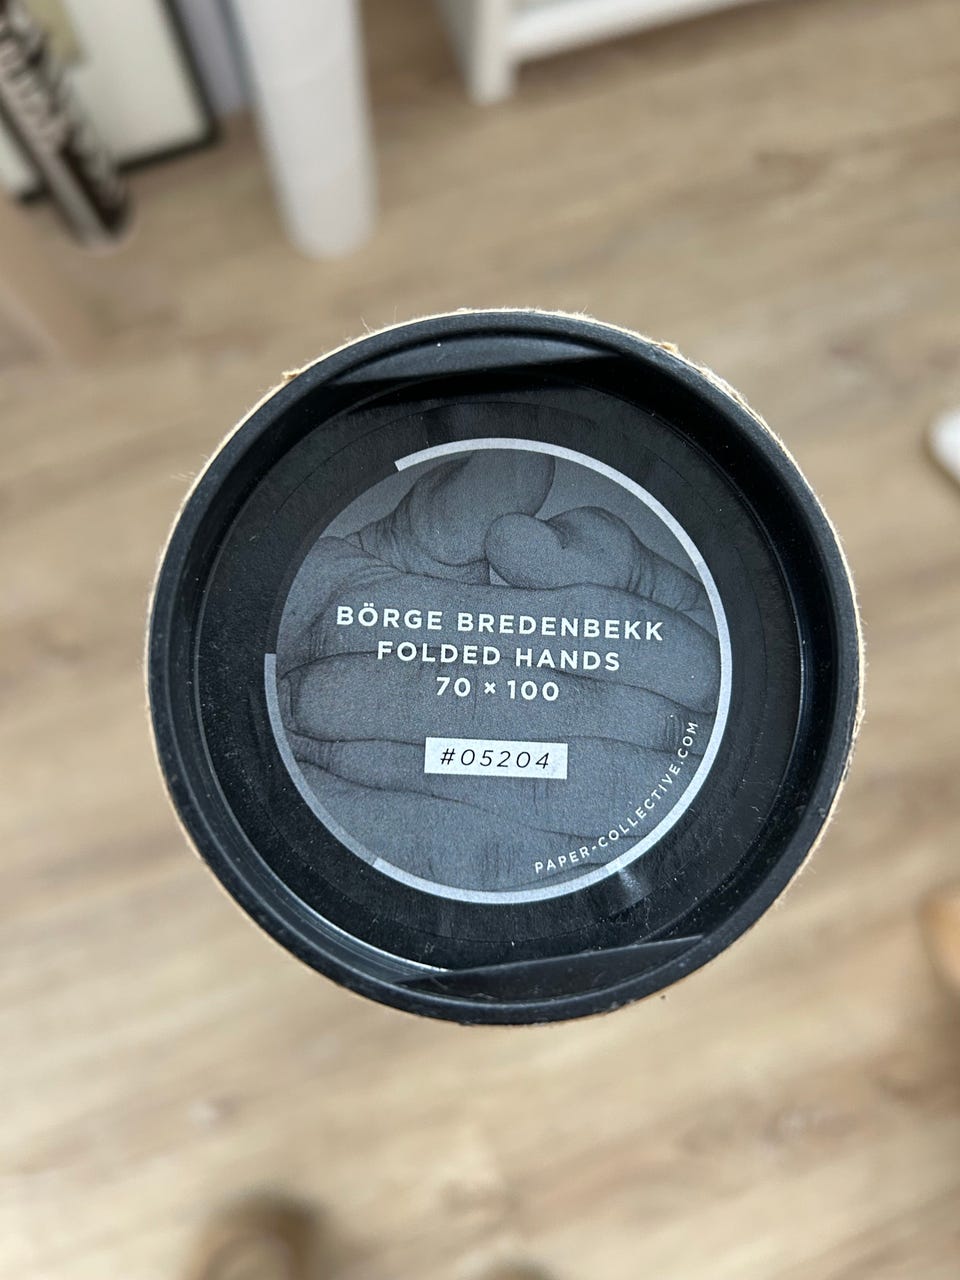 BÖRGE BREDENBEKK
FOLDED HANDS
70 × 100
#05204
PAPER-COLLECTIVE.COM